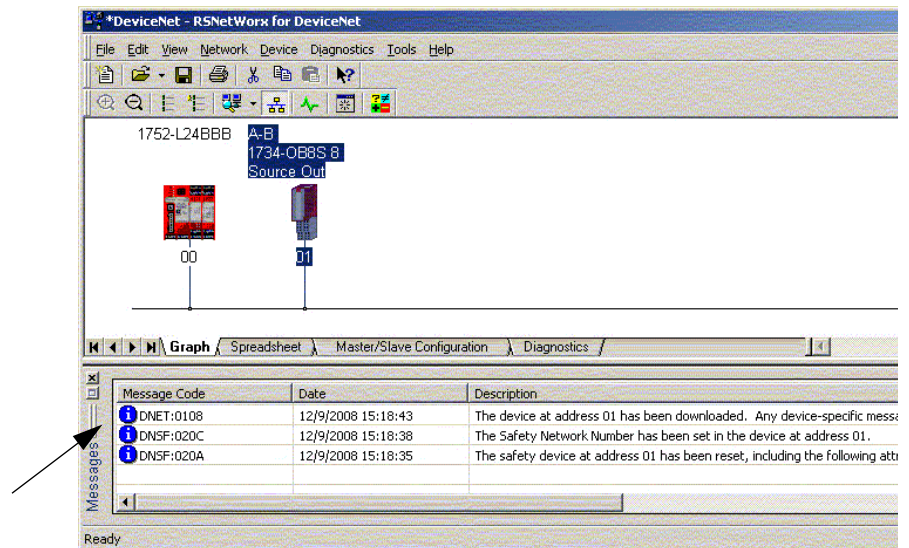 *DeviceNet - RSNetWorx for DeviceNet
File Edit View Network Device Diagnostics Tools Help
1752-L24BBB
A-B
1734-OB8S 8
Source Out
00
01
Graph Spreadsheet Master/Slave Configuration Diagnostics
Message Code Date Description
DNET:0108 12/9/2008 15:18:43 The device at address 01 has been downloaded. Any device-specific messa
DNSF:020C 12/9/2008 15:18:38 The Safety Network Number has been set in the device at address 01.
DNSF:020A 12/9/2008 15:18:35 The safety device at address 01 has been reset, including the following attr
Messages
Ready